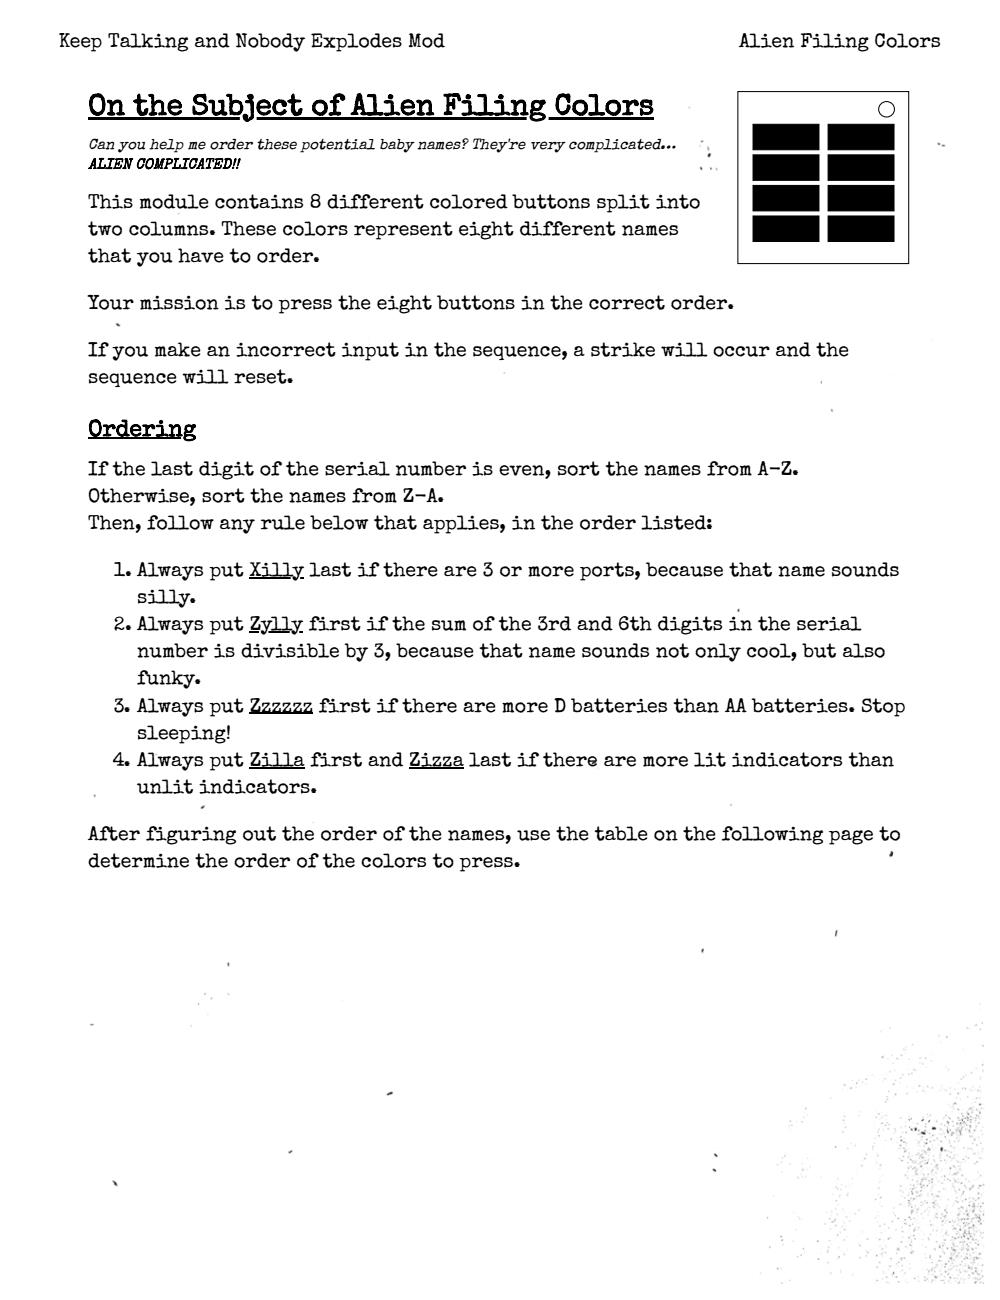 Keep Talking and Nobody Explodes Mod
Alien Filing Colors
On the Subject of Alien Filing Colors
Can you help me order these potential baby names? They're very complicated...
ALIEN COMPLICATED!!
This module contains 8 different colored buttons split into
two columns. These colors represent eight different names
that you have to order.
Your mission is to press the eight buttons in the correct order.
If you make an incorrect input in the sequence, a strike will occur and the
sequence will reset.
Ordering
If the last digit of the serial number is even, sort the names from A-Z.
Otherwise, sort the names from Z-A.
Then, follow any rule below that applies, in the order listed:
1. Always put Xilly last if there are 3 or more ports, because that name sounds
silly.
2. Always put Zylly first if the sum of the 3rd and 6th digits in the serial
number is divisible by 3, because that name sounds not only cool, but also
funky.
3. Always put Zzzzzz first if there are more D batteries than AA batteries. Stop
sleeping!
4. Always put Zilla first and Zizza last if there are more lit indicators than
unlit indicators.
After figuring out the order of the names, use the table on the following page to
determine the order of the colors to press.